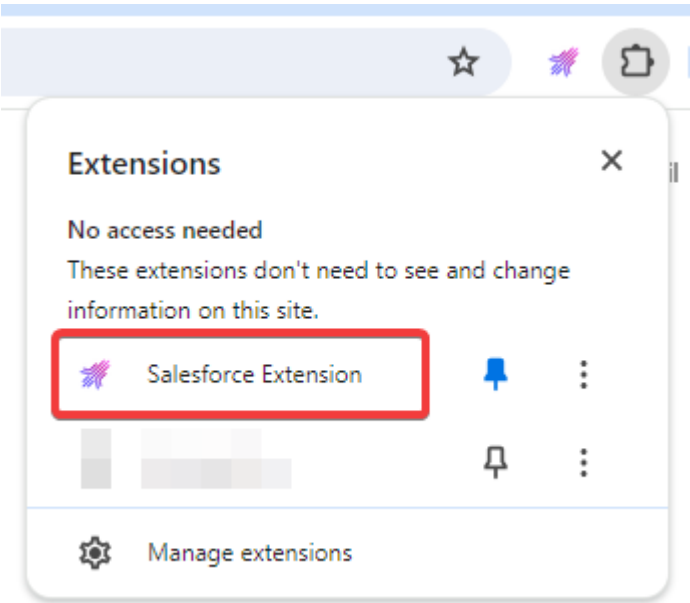 Extensions
No access needed
These extensions don't need to see and change
information on this site.
Salesforce Extension
Manage extensions